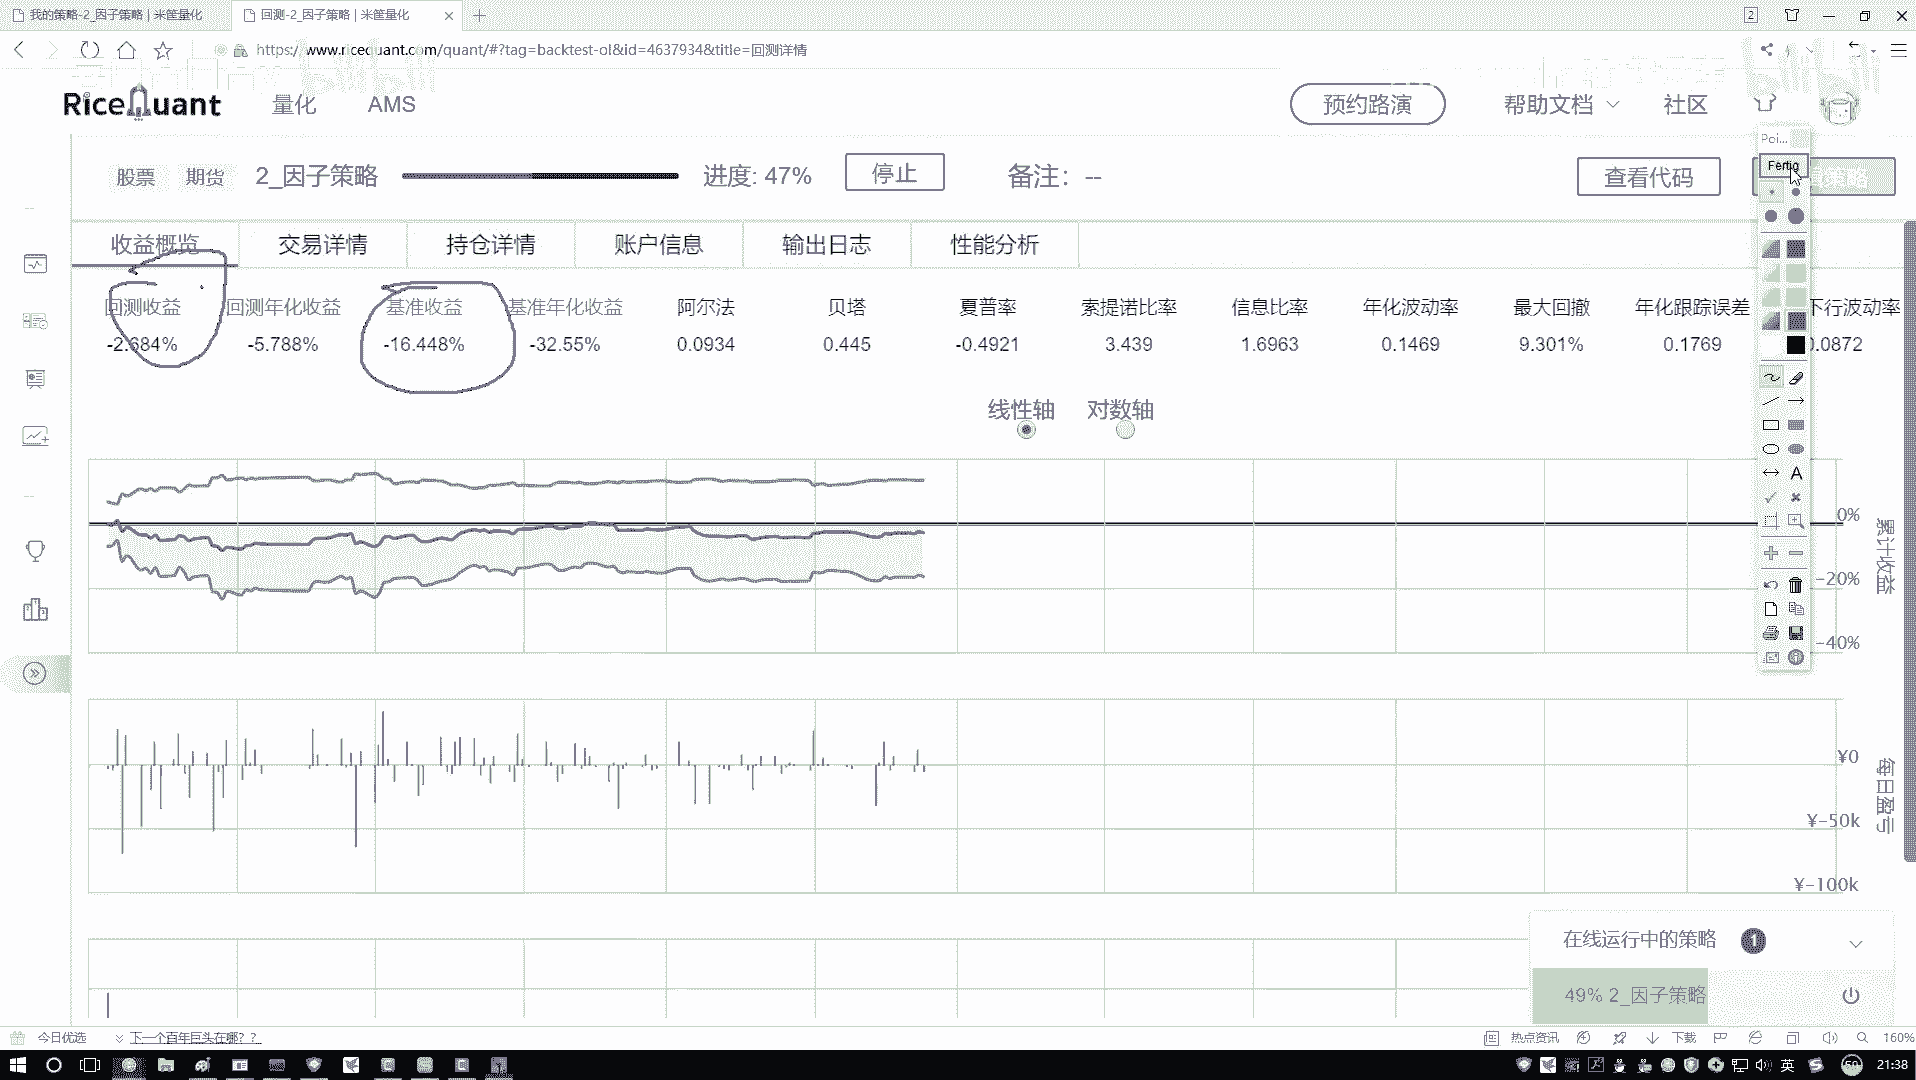 我的策略-2_因子策略 | 米筐量化
回测-2_因子策略 | 米筐量化
2
https://www.ricequant.com/quant/#?tag=backtest-ol&id=4637934&title=回测详情
RiceQuant 量化 AMS 预约路演 帮助文档 社区
Poi...
Fertig
股票 期货 2_因子策略 进度: 47% 停止 备注: -- 查看代码 策略
收益概览 交易详情 持仓详情 账户信息 输出日志 性能分析
回测收益 回测年化收益 基准收益 基准年化收益 阿尔法 贝塔 夏普率 索提诺比率 信息比率 年化波动率 最大回撤 年化跟踪误差 下行波动率
-2.684% -5.788% -16.448% -32.55% 0.0934 0.445 -0.4921 3.439 1.6963 0.1469 9.301% 0.1769 0.0872
线性轴 对数轴
A
0%
-20%
-40%
累计收益
¥0
¥-50k
¥-100k
每日盈亏
在线运行中的策略 1
49% 2_因子策略
今日优选 下一个百年巨头在哪？？ 热点资讯 下载 160%
英 59 21:38